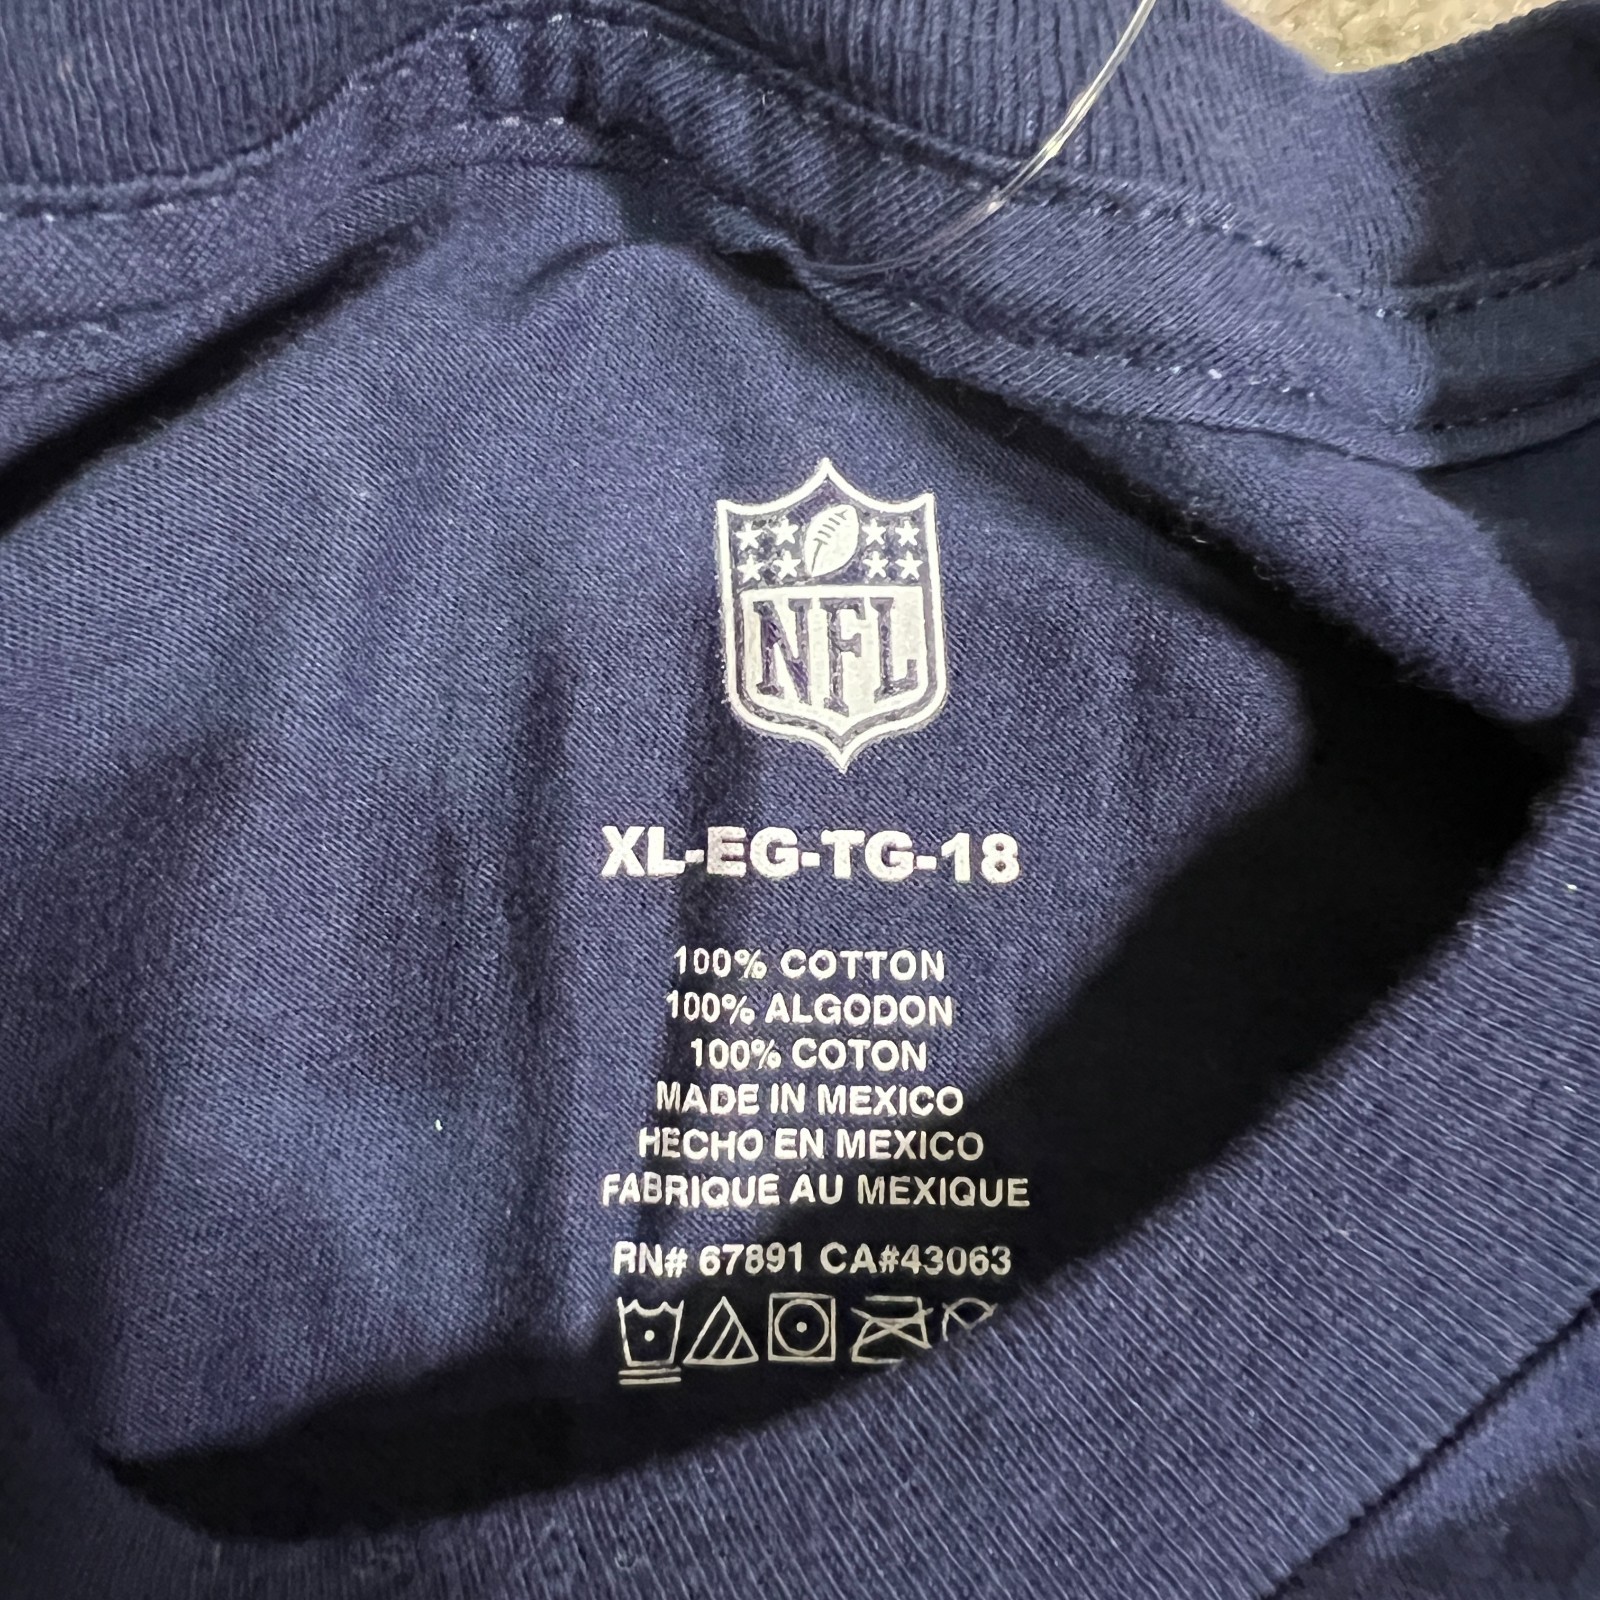 NFL
XL-EG-TG-18
100% COTTON
100% ALGODON
100% COTON
MADE IN MEXICO
HECHO EN MEXICO
FABRIQUE AU MEXIQUE
RN# 67891 CA#43063